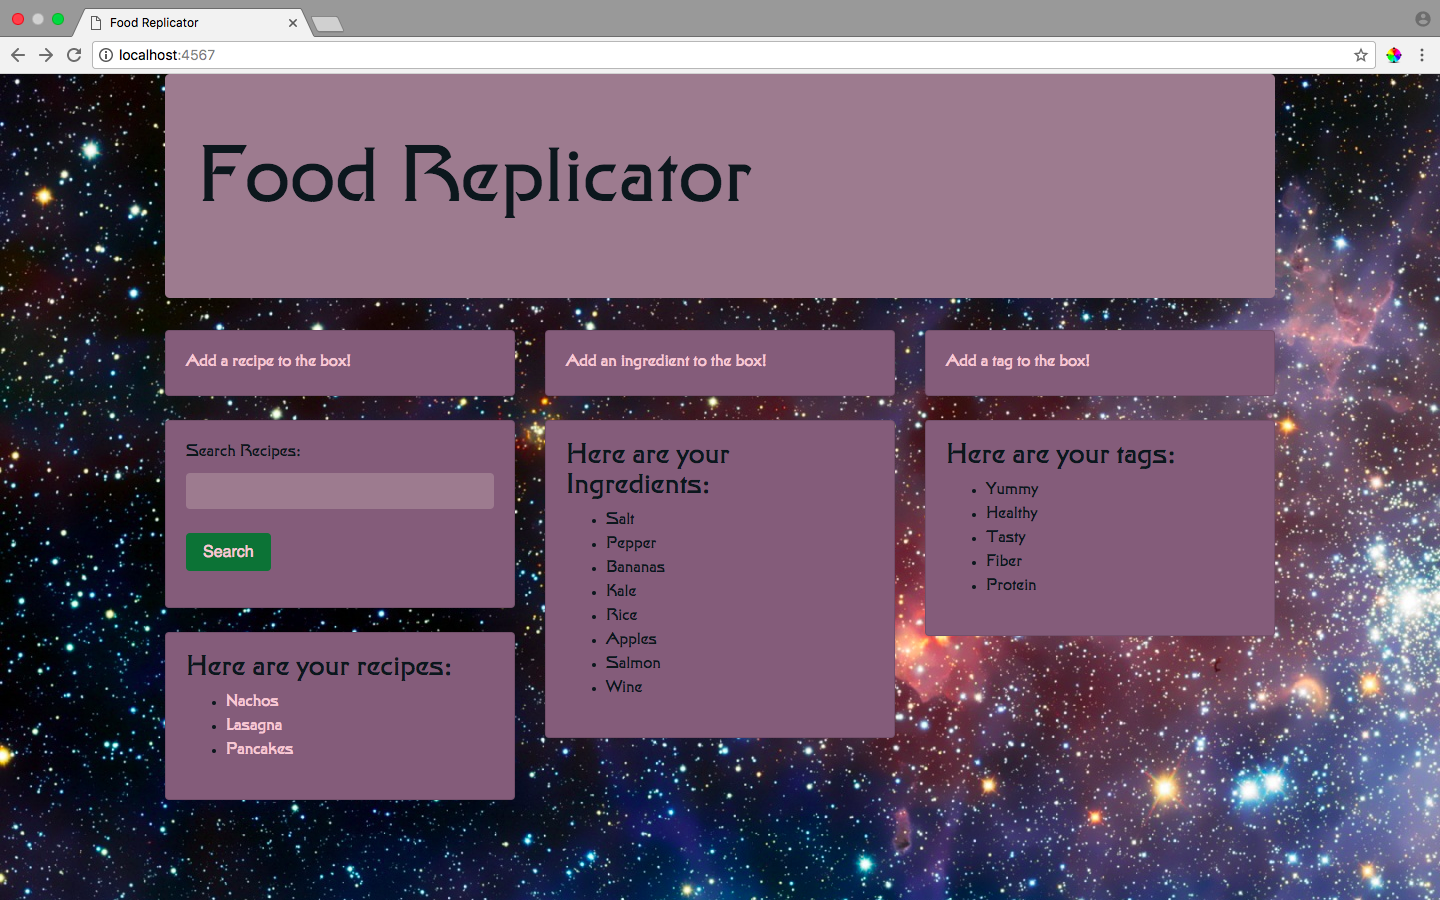 Food Replicator
localhost:4567
Food Replicator
Add a recipe to the box!
Add an ingredient to the box!
Add a tag to the box!
Search Recipes:
Search
Here are your recipes:
Nachos
Lasagna
Pancakes
Here are your
Ingredients:
Salt
Pepper
Bananas
Kale
Rice
Apples
Salmon
Wine
Here are your tags:
Yummy
Healthy
Tasty
Fiber
Protein